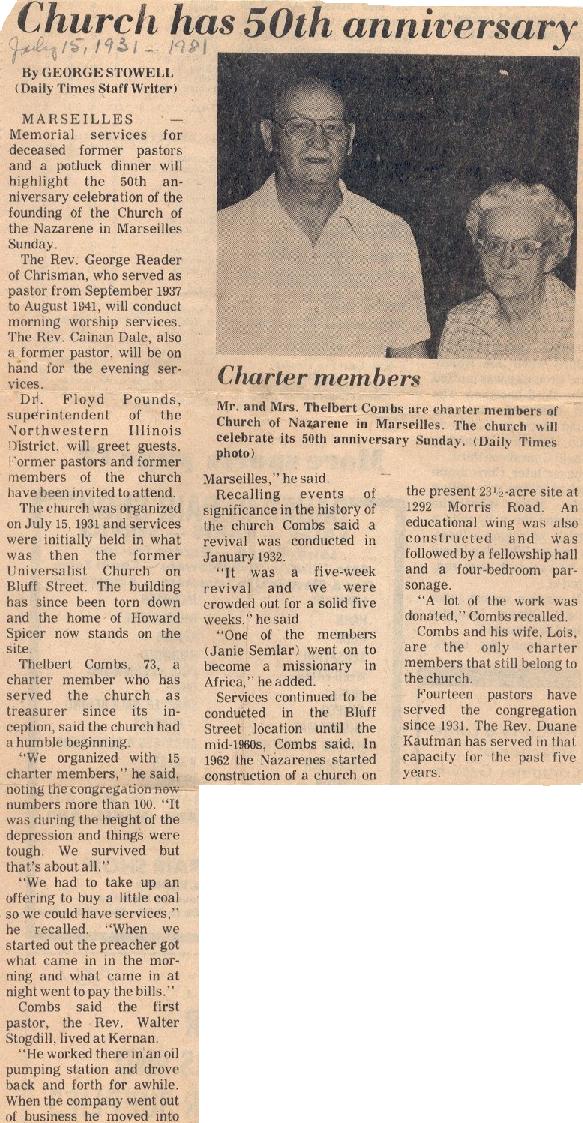 Church has 50th anniversary
July 15, 1931 - 1981
By GEORGE STOWELL
(Daily Times Staff Writer)
MARSEILLES —
Memorial services for
deceased former pastors
and a potluck dinner will
highlight the 50th an-
niversary celebration of the
founding of the Church of
the Nazarene in Marseilles
Sunday.
The Rev. George Reader
of Chrisman, who served as
pastor from September 1937
to August 1941, will conduct
morning worship services.
The Rev. Cainan Dale, also
a former pastor, will be on
hand for the evening ser-
vices.
Dr. Floyd Pounds,
superintendent of the
Northwestern Illinois
District, will greet guests.
Former pastors and former
members of the church
have been invited to attend.
The church was organized
on July 15, 1931 and services
were initially held in what
was then the former
Universalist Church on
Bluff Street. The building
has since been torn down
and the home of Howard
Spicer now stands on the
site.
Thelbert Combs, 73, a
charter member who has
served the church as
treasurer since its in-
ception, said the church had
a humble beginning.
"We organized with 15
charter members," he said,
noting the congregation now
numbers more than 100. "It
was during the height of the
depression and things were
tough. We survived but
that's about all."
"We had to take up an
offering to buy a little coal
so we could have services,"
he recalled. "When we
started out the preacher got
what came in in the mor-
ning and what came in at
night went to pay the bills."
Combs said the first
pastor, the Rev. Walter
Stogdill, lived at Kernan.
"He worked there in an oil
pumping station and drove
back and forth for awhile.
When the company went out
of business he moved into
Charter members
Mr. and Mrs. Thelbert Combs are charter members of
Church of Nazarene in Marseilles. The church will
celebrate its 50th anniversary Sunday. (Daily Times
photo)
Marseilles," he said.
Recalling events of
significance in the history of
the church Combs said a
revival was conducted in
January 1932.
"It was a five-week
revival and we were
crowded out for a solid five
weeks," he said
"One of the members
(Janie Semlar) went on to
become a missionary in
Africa," he added.
Services continued to be
conducted in the Bluff
Street location until the
mid-1960s, Combs said. In
1962 the Nazarenes started
construction of a church on
the present 23½-acre site at
1292 Morris Road. An
educational wing was also
constructed and was
followed by a fellowship hall
and a four-bedroom par-
sonage.
"A lot of the work was
donated," Combs recalled.
Combs and his wife, Lois,
are the only charter
members that still belong to
the church.
Fourteen pastors have
served the congregation
since 1931. The Rev. Duane
Kaufman has served in that
capacity for the past five
years.